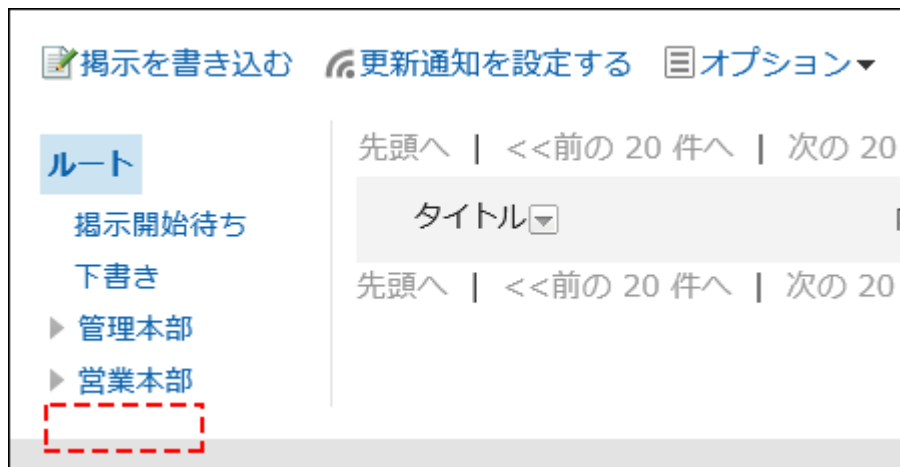 掲示を書き込む 更新通知を設定する オプション▼
ルート
掲示開始待ち
下書き
管理本部
営業本部
先頭へ | <<前の 20 件へ | 次の 20
タイトル
先頭へ | <<前の 20 件へ | 次の 20